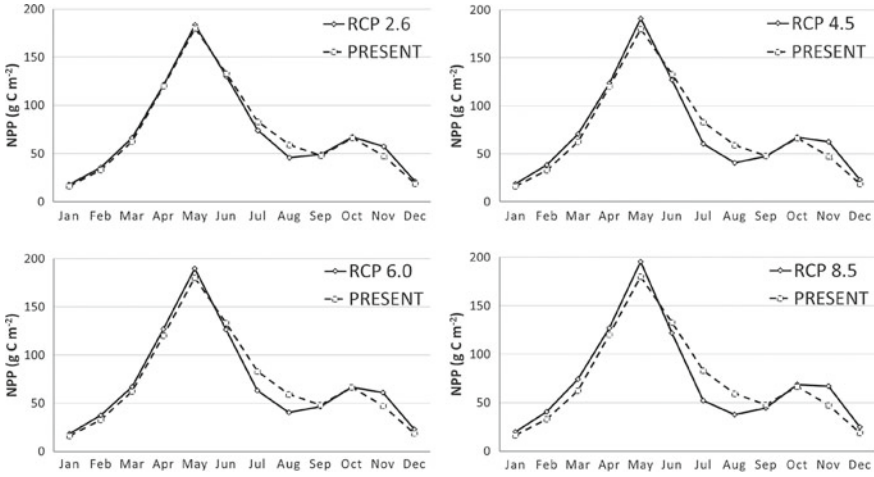 NPP (g C m⁻²)
200
150
100
50
0
RCP 2.6
PRESENT
Jan Feb Mar Apr May Jun Jul Aug Sep Oct Nov Dec
NPP (g C m⁻²)
200
150
100
50
0
RCP 4.5
PRESENT
Jan Feb Mar Apr May Jun Jul Aug Sep Oct Nov Dec
NPP (g C m⁻²)
200
150
100
50
0
RCP 6.0
PRESENT
Jan Feb Mar Apr May Jun Jul Aug Sep Oct Nov Dec
NPP (g C m⁻²)
200
150
100
50
0
RCP 8.5
PRESENT
Jan Feb Mar Apr May Jun Jul Aug Sep Oct Nov Dec